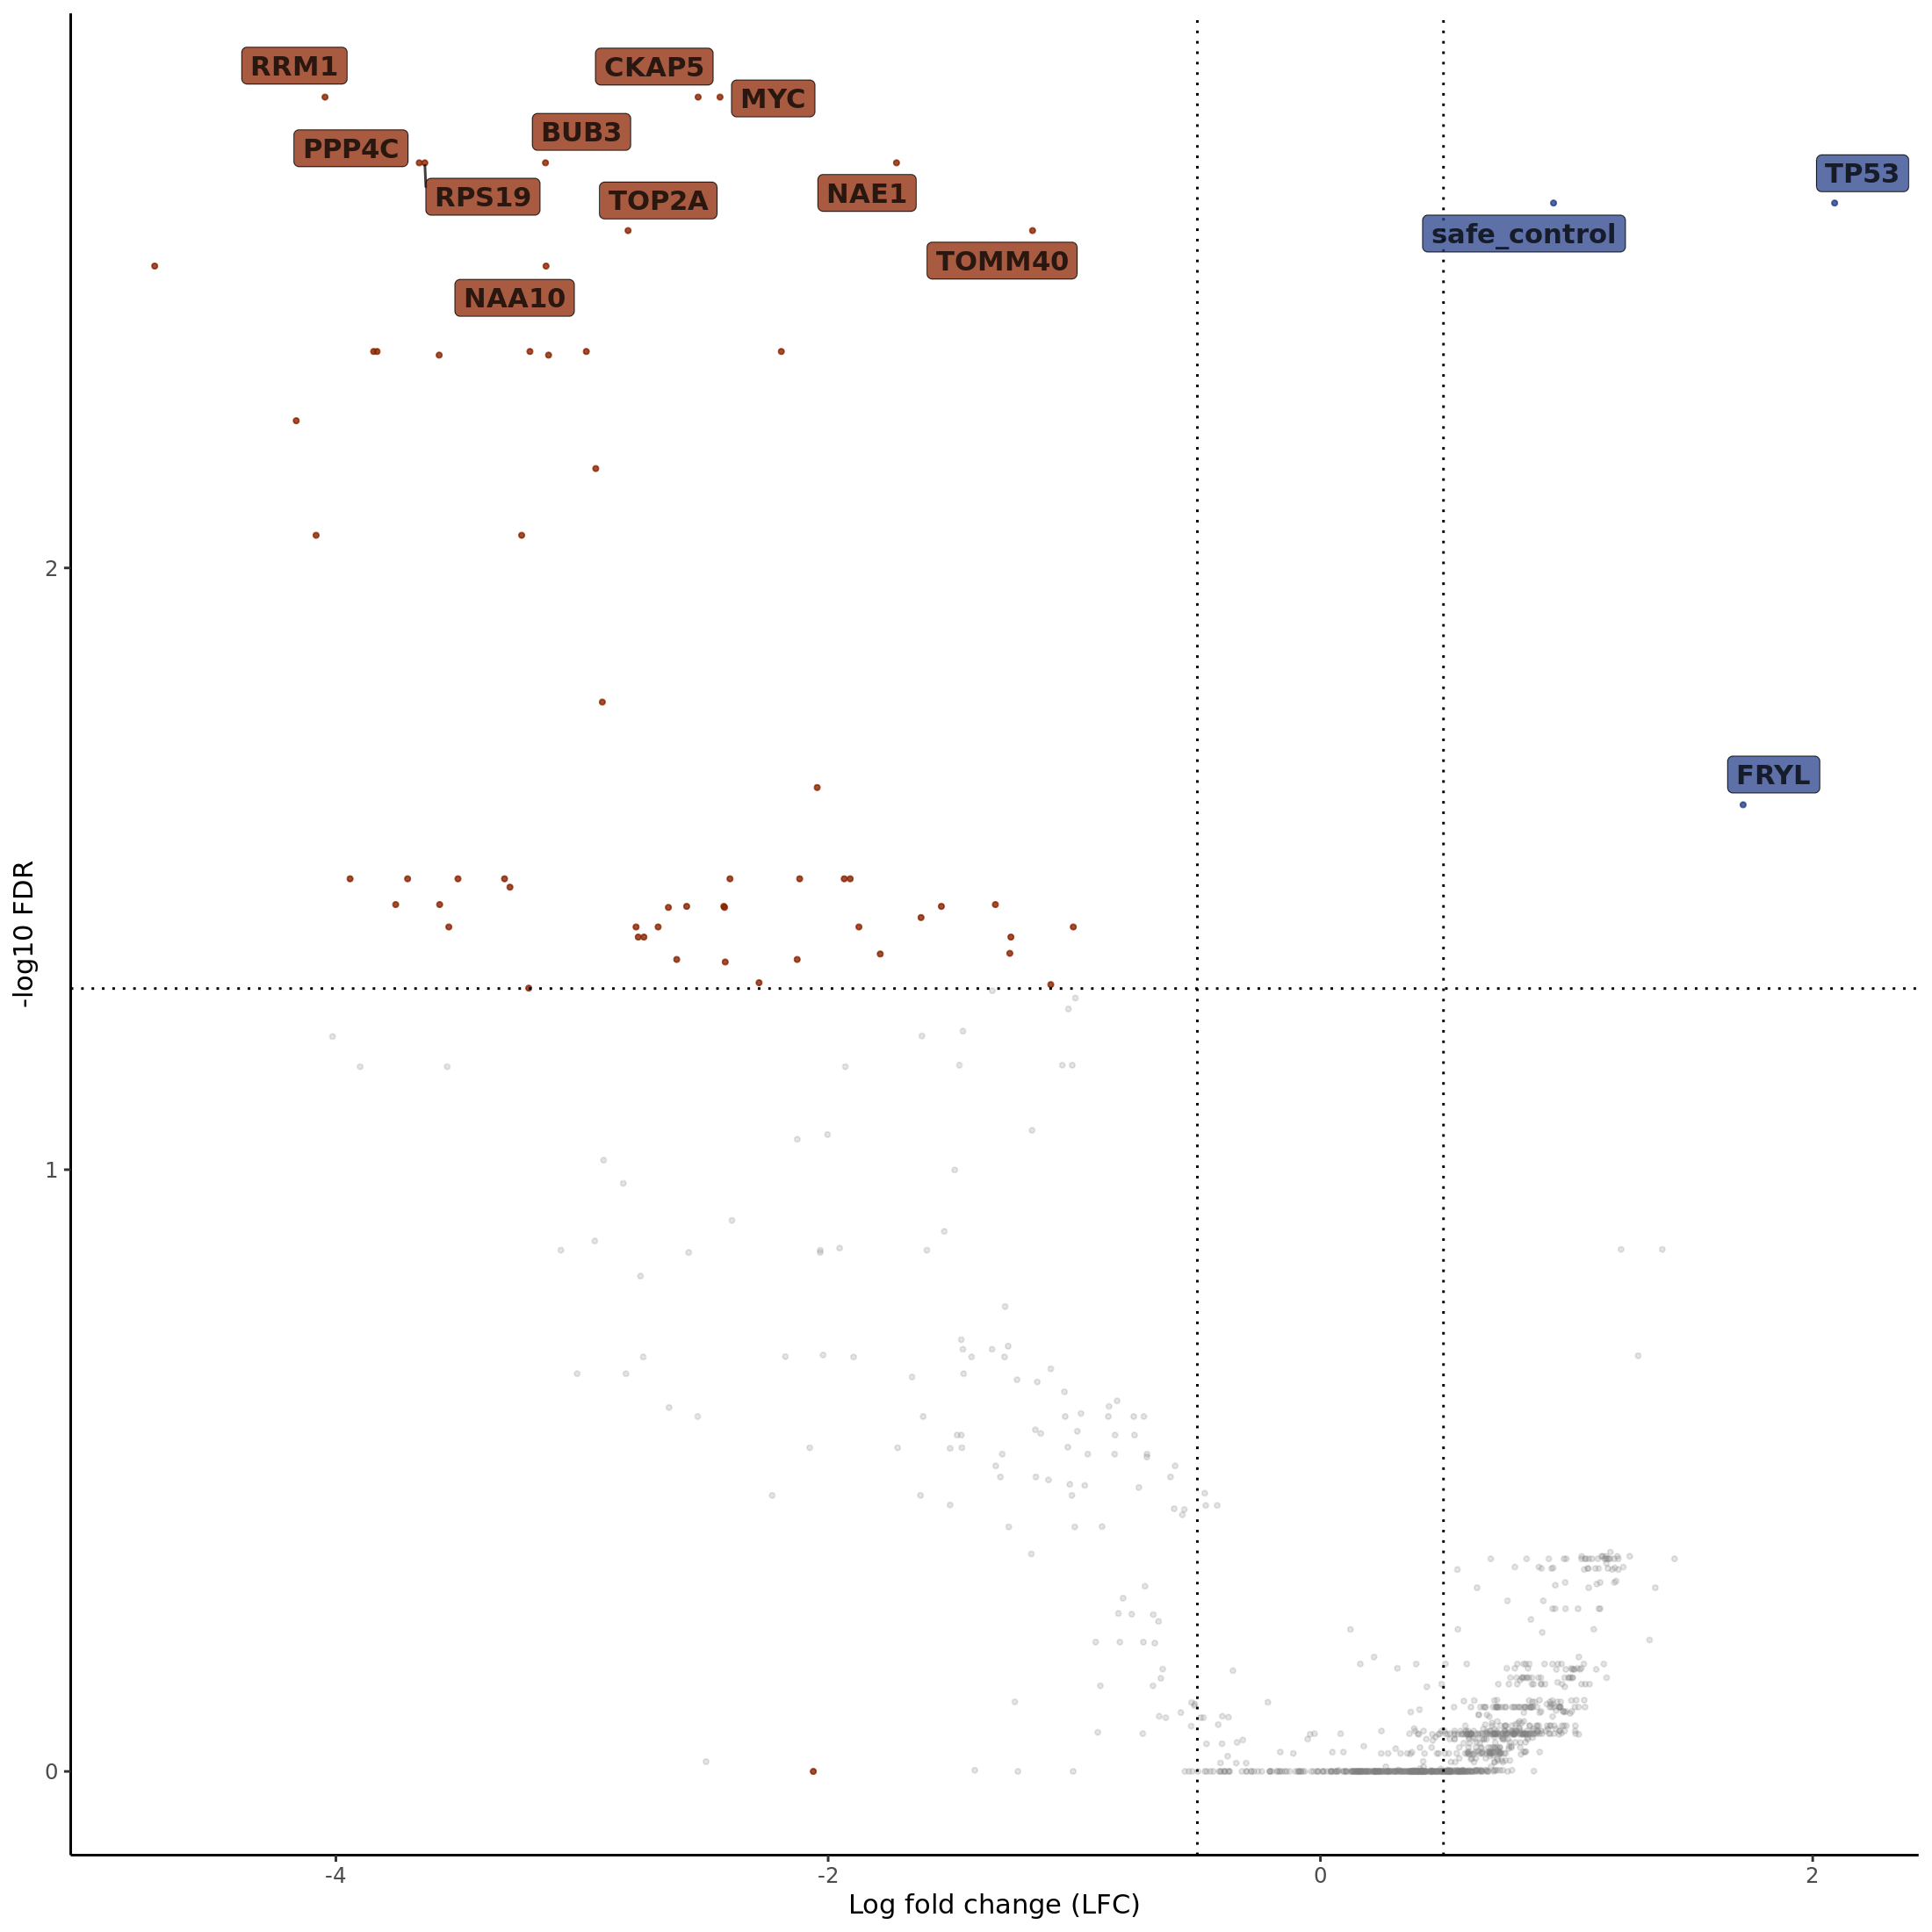 RRM1
CKAP5
MYC
BUB3
PPP4C
TP53
RPS19
TOP2A
NAE1
safe_control
TOMM40
NAA10
FRYL
2
1
0
-log10 FDR
-4
-2
0
2
Log fold change (LFC)